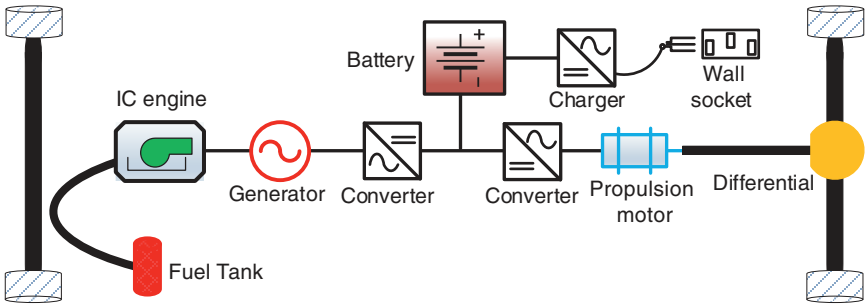 Battery
+
IC engine
Charger
Wall
socket
Generator
Converter
Converter
Propulsion
motor
Differential
Fuel Tank